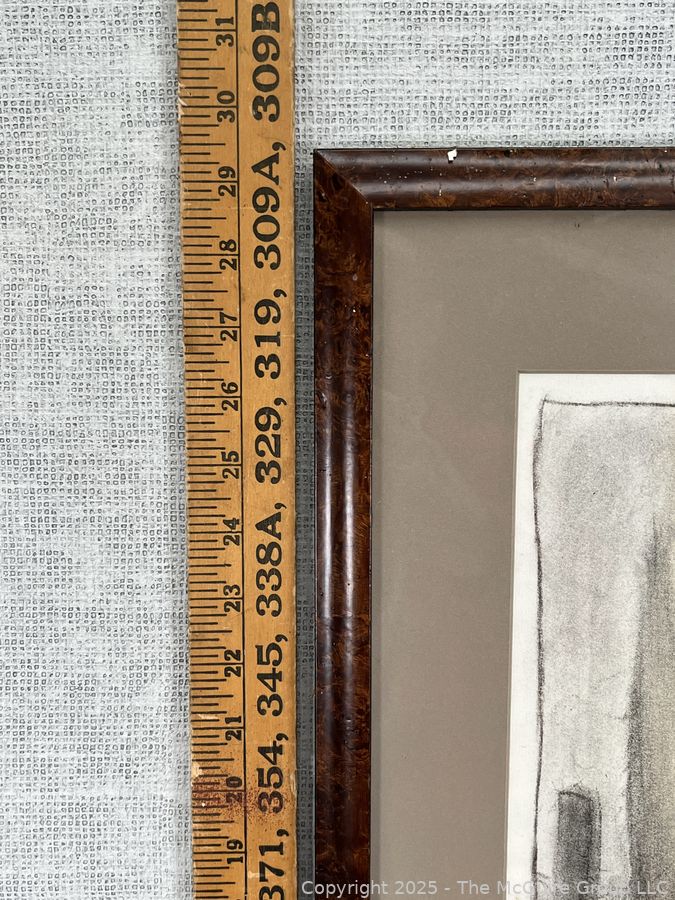 19 20 21 22 23 24 25 26 27 28 29 30 31
371, 354, 345, 338A, 329, 319, 309A, 309B
Copyright 2025 - The McGuire Group LLC